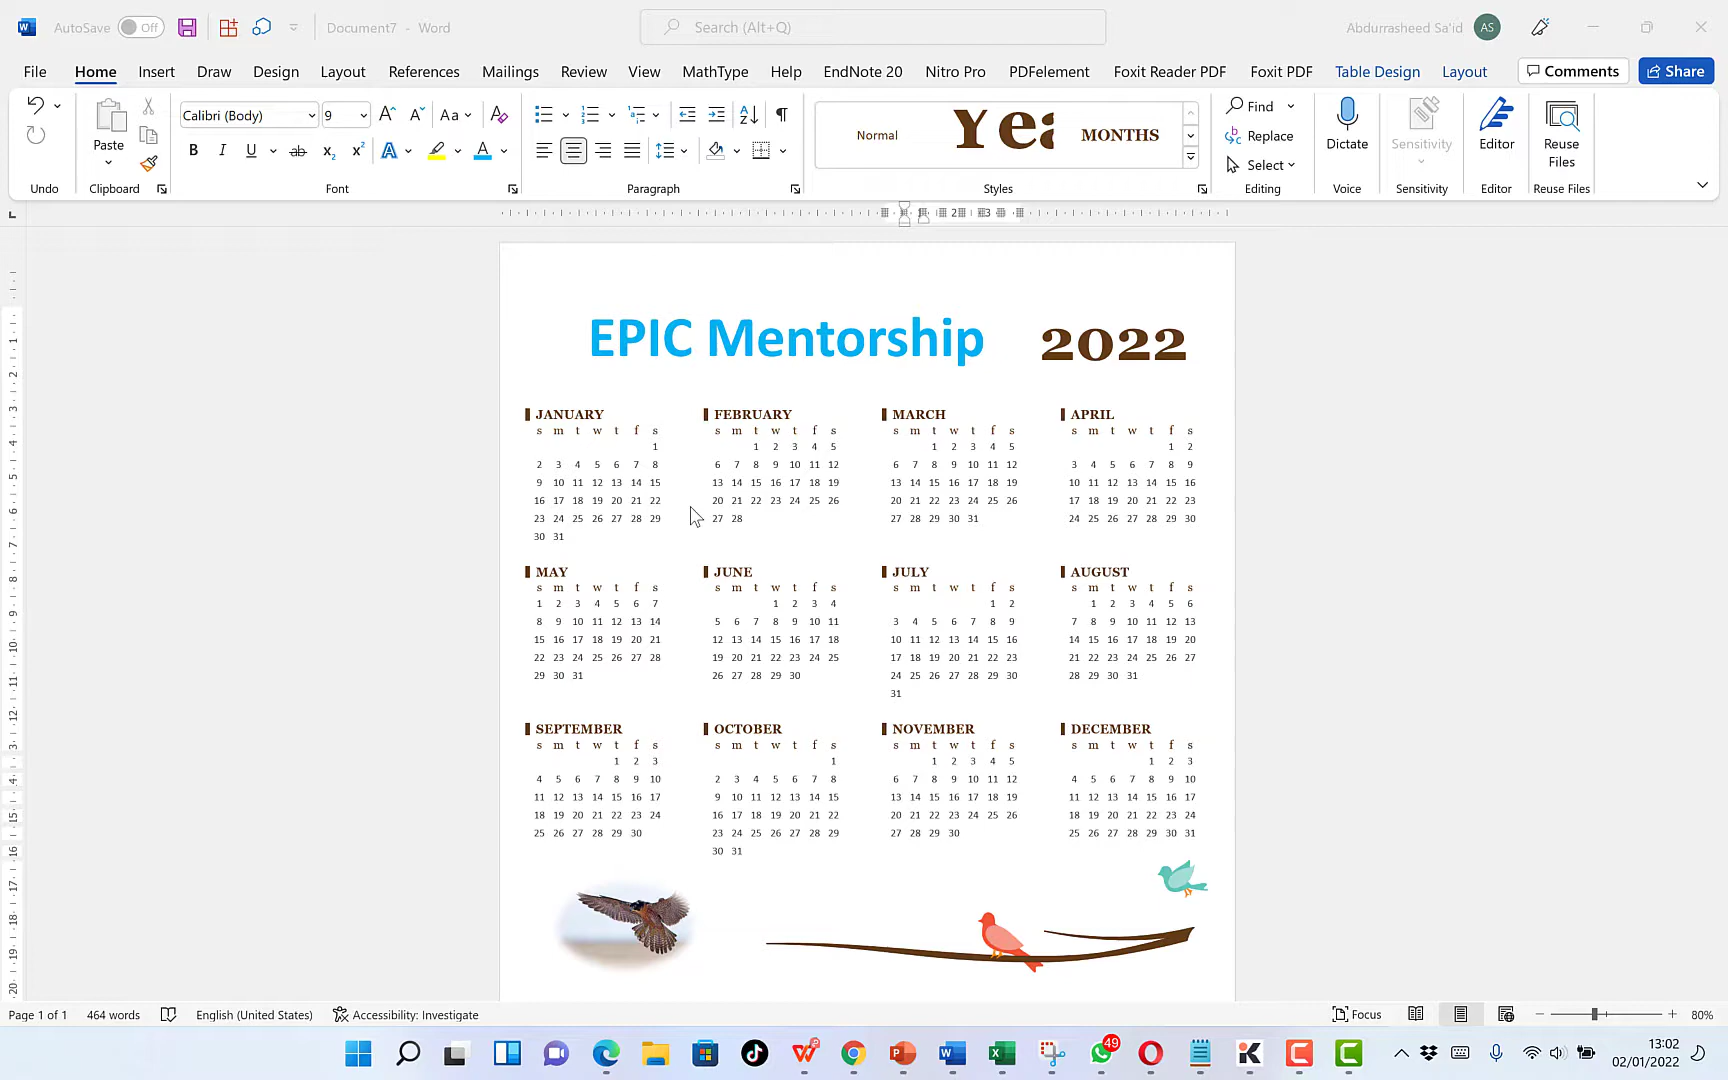 AutoSave Off Document7 - Word Search (Alt+Q) Abdurrasheed Sa'id AS
File Home Insert Draw Design Layout References Mailings Review View MathType Help EndNote 20 Nitro Pro PDFelement Foxit Reader PDF Foxit PDF Table Design Layout Comments Share
Calibri (Body) 9 Aa Find
Paste Normal Yea MONTHS Replace Dictate Sensitivity Editor Reuse
B I U ab x2 x2 A A Select Files
Undo Clipboard Font Paragraph Styles Editing Voice Sensitivity Editor Reuse Files
EPIC Mentorship 2022
JANUARY FEBRUARY MARCH APRIL
s m t w t f s s m t w t f s s m t w t f s s m t w t f s
1 1 2 3 4 5 1 2 3 4 5 1 2
2 3 4 5 6 7 8 6 7 8 9 10 11 12 6 7 8 9 10 11 12 3 4 5 6 7 8 9
9 10 11 12 13 14 15 13 14 15 16 17 18 19 13 14 15 16 17 18 19 10 11 12 13 14 15 16
16 17 18 19 20 21 22 20 21 22 23 24 25 26 20 21 22 23 24 25 26 17 18 19 20 21 22 23
23 24 25 26 27 28 29 27 28 27 28 29 30 31 24 25 26 27 28 29 30
30 31
MAY JUNE JULY AUGUST
s m t w t f s s m t w t f s s m t w t f s s m t w t f s
1 2 3 4 5 6 7 1 2 3 4 1 2 1 2 3 4 5 6
8 9 10 11 12 13 14 5 6 7 8 9 10 11 3 4 5 6 7 8 9 7 8 9 10 11 12 13
15 16 17 18 19 20 21 12 13 14 15 16 17 18 10 11 12 13 14 15 16 14 15 16 17 18 19 20
22 23 24 25 26 27 28 19 20 21 22 23 24 25 17 18 19 20 21 22 23 21 22 23 24 25 26 27
29 30 31 26 27 28 29 30 24 25 26 27 28 29 30 28 29 30 31
31
SEPTEMBER OCTOBER NOVEMBER DECEMBER
s m t w t f s s m t w t f s s m t w t f s s m t w t f s
1 2 3 1 1 2 3 4 5 1 2 3
4 5 6 7 8 9 10 2 3 4 5 6 7 8 6 7 8 9 10 11 12 4 5 6 7 8 9 10
11 12 13 14 15 16 17 9 10 11 12 13 14 15 13 14 15 16 17 18 19 11 12 13 14 15 16 17
18 19 20 21 22 23 24 16 17 18 19 20 21 22 20 21 22 23 24 25 26 18 19 20 21 22 23 24
25 26 27 28 29 30 23 24 25 26 27 28 29 27 28 29 30 25 26 27 28 29 30 31
30 31
Page 1 of 1 464 words English (United States) Accessibility: Investigate Focus 80%
49 13:02
02/01/2022